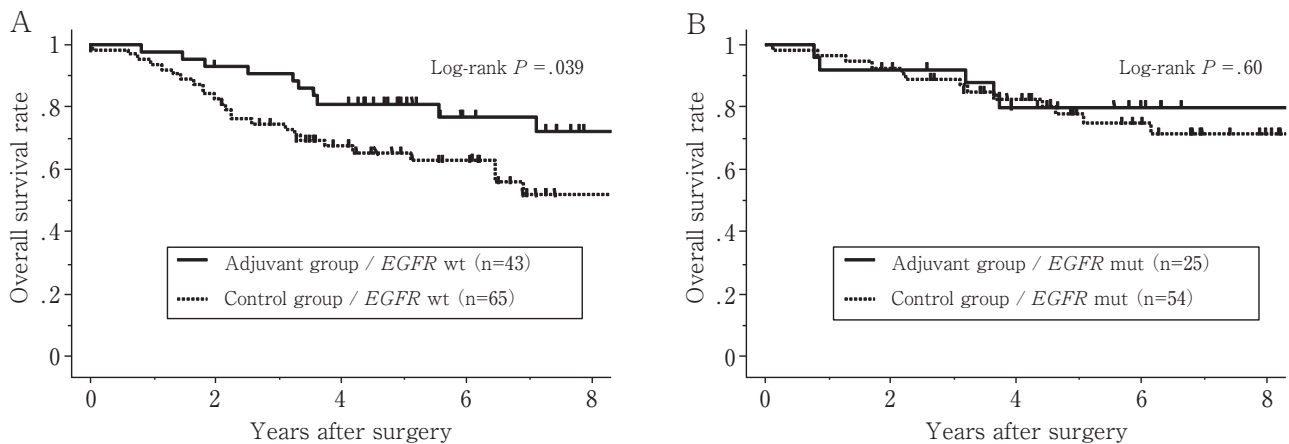 A
Overall survival rate
1
.8
.6
.4
.2
0
Log-rank P = .039
Adjuvant group / EGFR wt (n=43)
Control group / EGFR wt (n=65)
0 2 4 6 8
Years after surgery
B
Overall survival rate
1
.8
.6
.4
.2
0
Log-rank P = .60
Adjuvant group / EGFR mut (n=25)
Control group / EGFR mut (n=54)
0 2 4 6 8
Years after surgery